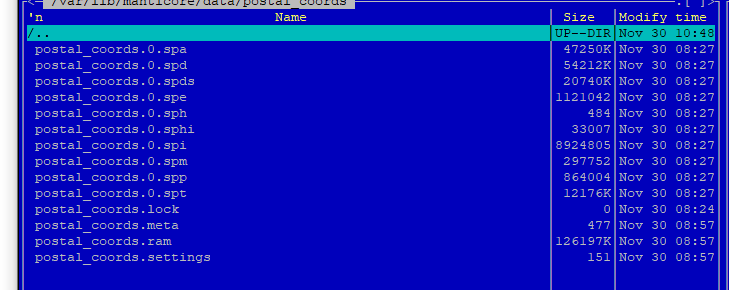 /var/lib/manticore/data/postal_coords .[ ]>
'n Name Size Modify time
/.. UP--DIR Nov 30 10:48
postal_coords.0.spa 47250K Nov 30 08:27
postal_coords.0.spd 54212K Nov 30 08:27
postal_coords.0.spds 20740K Nov 30 08:27
postal_coords.0.spe 1121042 Nov 30 08:27
postal_coords.0.sph 484 Nov 30 08:27
postal_coords.0.sphi 33007 Nov 30 08:27
postal_coords.0.spi 8924805 Nov 30 08:27
postal_coords.0.spm 297752 Nov 30 08:27
postal_coords.0.spp 864004 Nov 30 08:27
postal_coords.0.spt 12176K Nov 30 08:27
postal_coords.lock 0 Nov 30 08:24
postal_coords.meta 477 Nov 30 08:57
postal_coords.ram 126197K Nov 30 08:57
postal_coords.settings 151 Nov 30 08:57